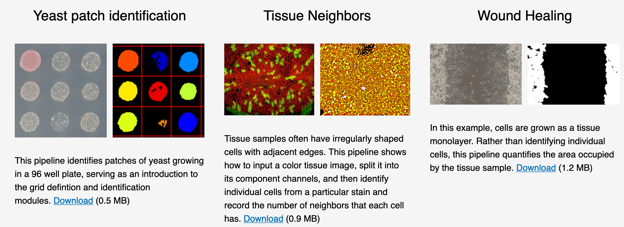 Yeast patch identification
This pipeline identifies patches of yeast growing
in a 96 well plate, serving as an introduction to
the grid defintion and identification
modules. Download (0.5 MB)
Tissue Neighbors
Tissue samples often have irregularly shaped
cells with adjacent edges. This pipeline shows
how to input a color tissue image, split it into
its component channels, and then identify
individual cells from a particular stain and
record the number of neighbors that each cell
has. Download (0.9 MB)
Wound Healing
In this example, cells are grown as a tissue
monolayer. Rather than identifying individual
cells, this pipeline quantifies the area occupied
by the tissue sample. Download (1.2 MB)